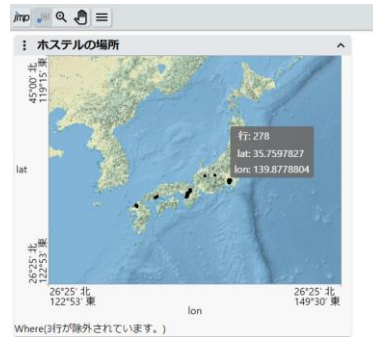 jmp
ホステルの場所
45°00' 北
119°15' 東
行: 278
lat: 35.7597827
lon: 139.8778804
lat
26°25' 北
122°53' 東
26°25' 北
122°53' 東
26°25' 北
149°30' 東
lon
Where(3行が除外されています。)